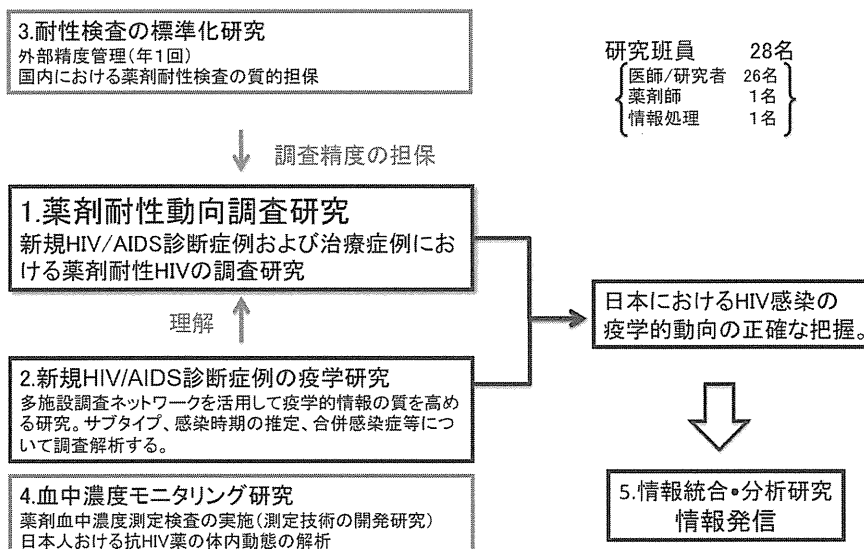 3.耐性検査の標準化研究
外部精度管理(年1回)
国内における薬剤耐性検査の質的担保
研究班員 28名
医師/研究者 26名
薬剤師 1名
情報処理 1名
調査精度の担保
1.薬剤耐性動向調査研究
新規HIV/AIDS診断症例および治療症例にお
ける薬剤耐性HIVの調査研究
理解
日本におけるHIV感染の
疫学的動向の正確な把握。
2.新規HIV/AIDS診断症例の疫学研究
多施設調査ネットワークを活用して疫学的情報の質を高め
る研究。サブタイプ、感染時期の推定、合併感染症等につ
いて調査解析する。
4.血中濃度モニタリング研究
薬剤血中濃度測定検査の実施(測定技術の開発研究)
日本人おける抗HIV薬の体内動態の解析
5.情報統合・分析研究
情報発信